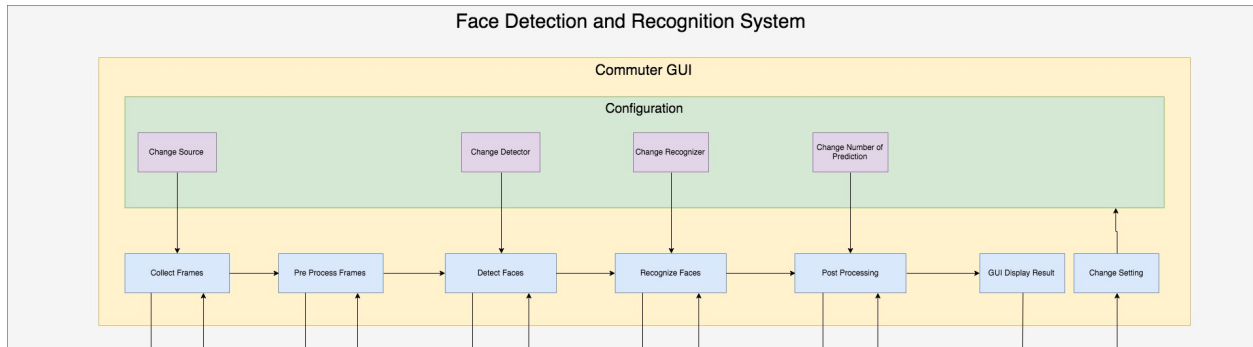 Face Detection and Recognition System
Commuter GUI
Configuration
Change Source
Change Detector
Change Recognizer
Change Number of
Prediction
Collect Frames
Pre Process Frames
Detect Faces
Recognize Faces
Post Processing
GUI Display Result
Change Setting